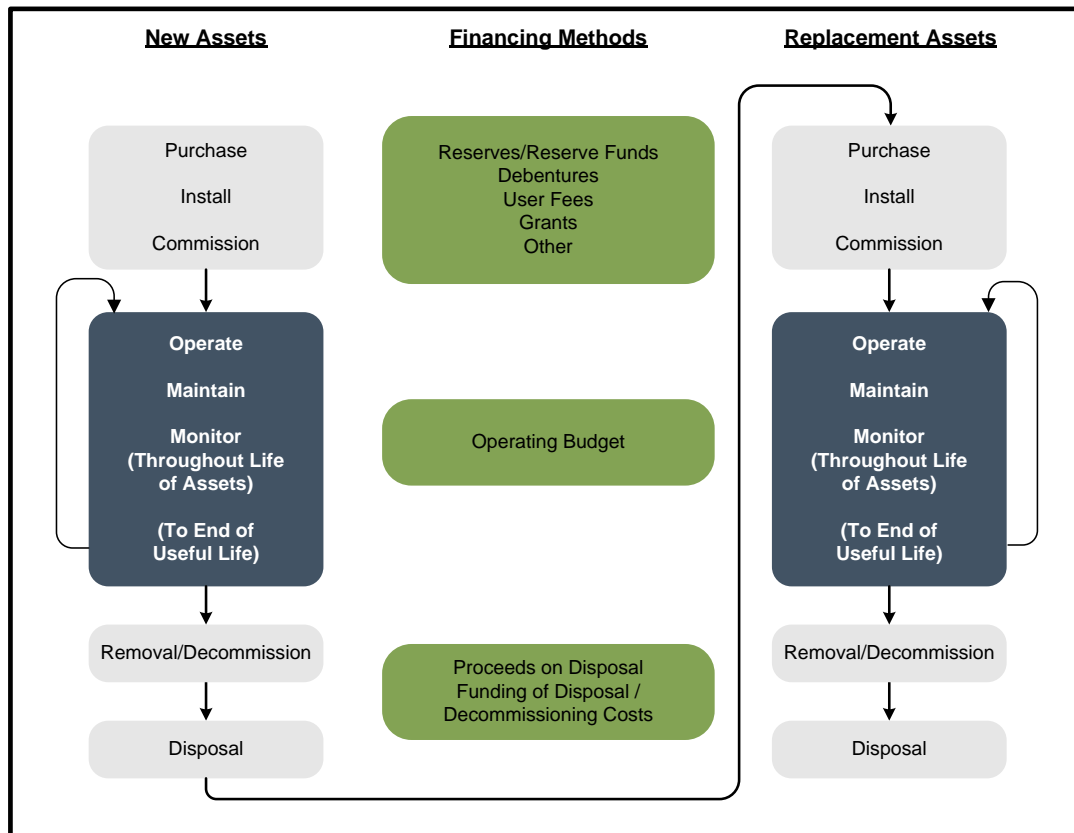 New Assets
Purchase
Install
Commission
Operate
Maintain
Monitor
(Throughout Life
of Assets)
(To End of
Useful Life)
Removal/Decommission
Disposal
Financing Methods
Reserves/Reserve Funds
Debentures
User Fees
Grants
Other
Operating Budget
Proceeds on Disposal
Funding of Disposal /
Decommissioning Costs
Replacement Assets
Purchase
Install
Commission
Operate
Maintain
Monitor
(Throughout Life
of Assets)
(To End of
Useful Life)
Removal/Decommission
Disposal